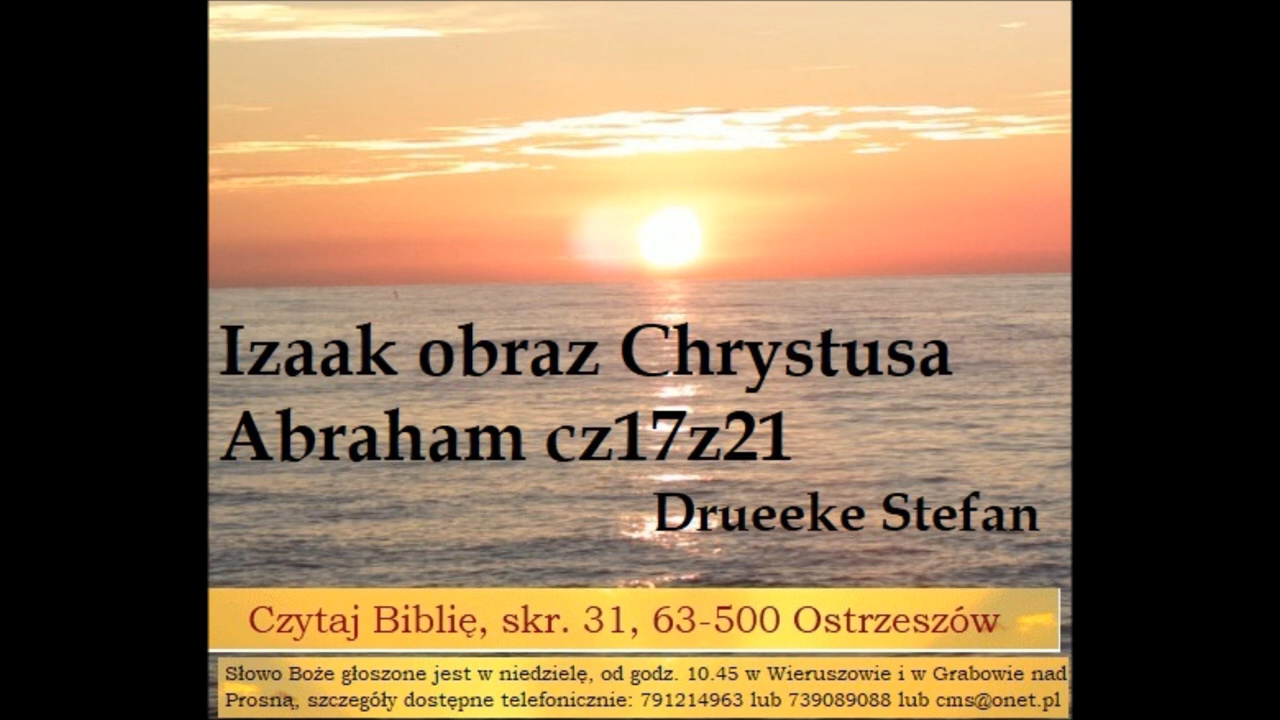 Izaak obraz Chrystusa
Abraham cz17z21
Drueeke Stefan
Czytaj Biblię, skr. 31, 63-500 Ostrzeszów
Słowo Boże głoszone jest w niedzielę, od godz. 10.45 w Wieruszowie i w Grabowie nad
Prosną, szczegóły dostępne telefonicznie: 791214963 lub 739089088 lub cms@onet.pl